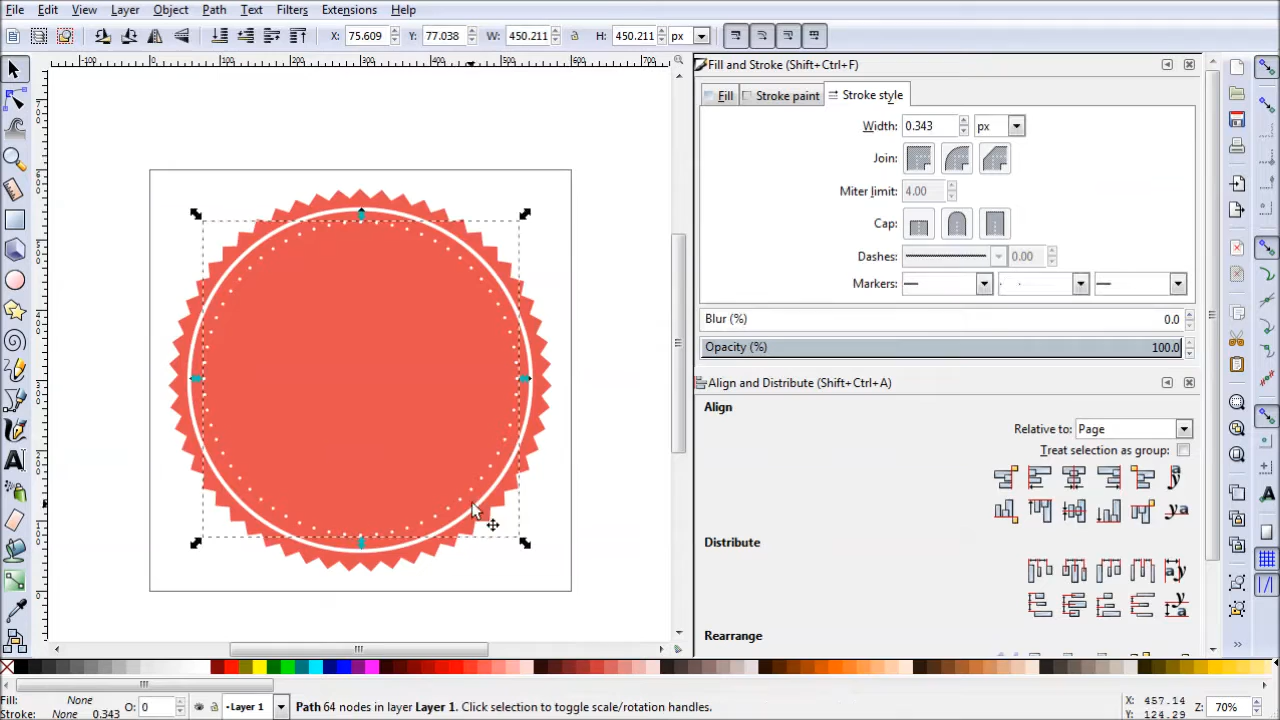 File Edit View Layer Object Path Text Filters Extensions Help
X: 75.609 Y: 77.038 W: 450.211 H: 450.211 px
Fill and Stroke (Shift+Ctrl+F)
Fill Stroke paint Stroke style
Width: 0.343 px
Join:
Miter limit: 4.00
Cap:
Dashes: 0.00
Markers:
Blur (%) 0.0
Opacity (%) 100.0
Align and Distribute (Shift+Ctrl+A)
Align
Relative to: Page
Treat selection as group:
Distribute
Rearrange
Fill: None O: 0 Layer 1 Path 64 nodes in layer Layer 1. Click selection to toggle scale/rotation handles. X: 457.14 Z: 70%
Stroke: None 0.343 Y: 124.29